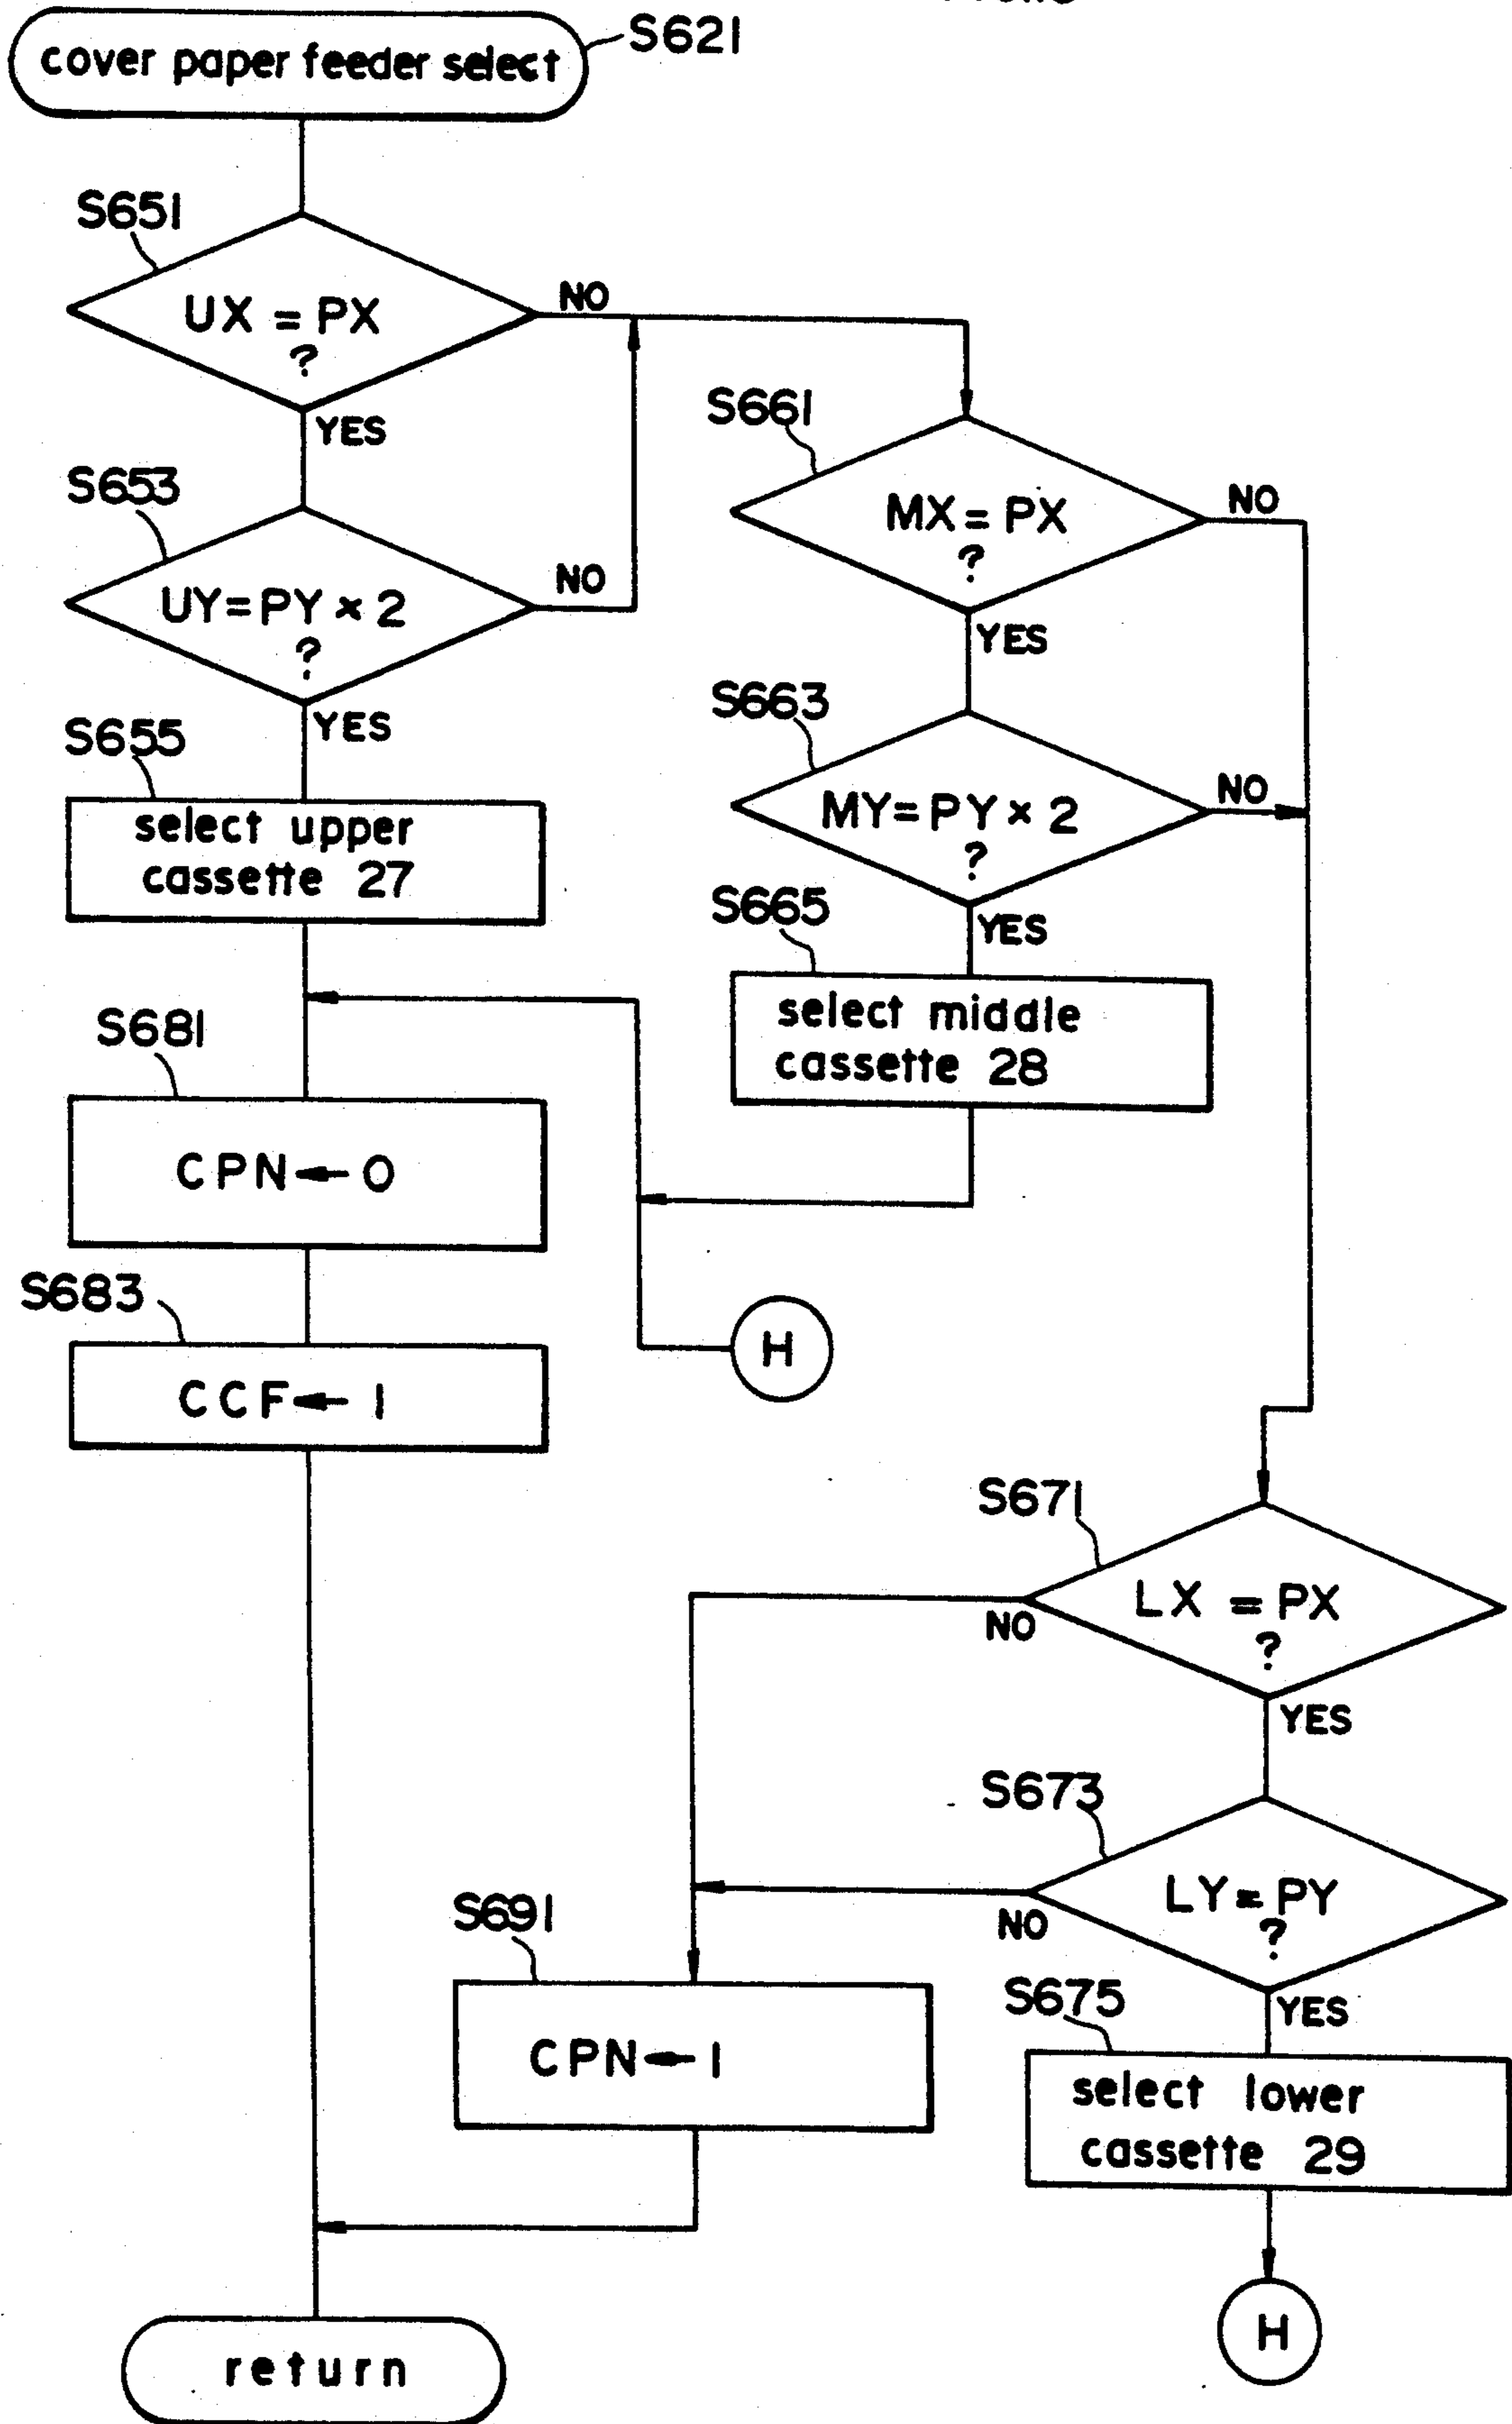 cover paper feeder select
S621
S651
UX = PX
?
NO
YES
S653
UY=PY × 2
?
NO
YES
S655
select upper
cassette 27
S661
MX = PX
?
NO
YES
S663
MY=PY × 2
?
NO
YES
S665
select middle
cassette 28
S681
CPN ← 0
S683
CCF ← 1
H
S671
LX = PX
?
NO
YES
S673
LY = PY
?
NO
YES
S675
select lower
cassette 29
H
S691
CPN ← 1
return